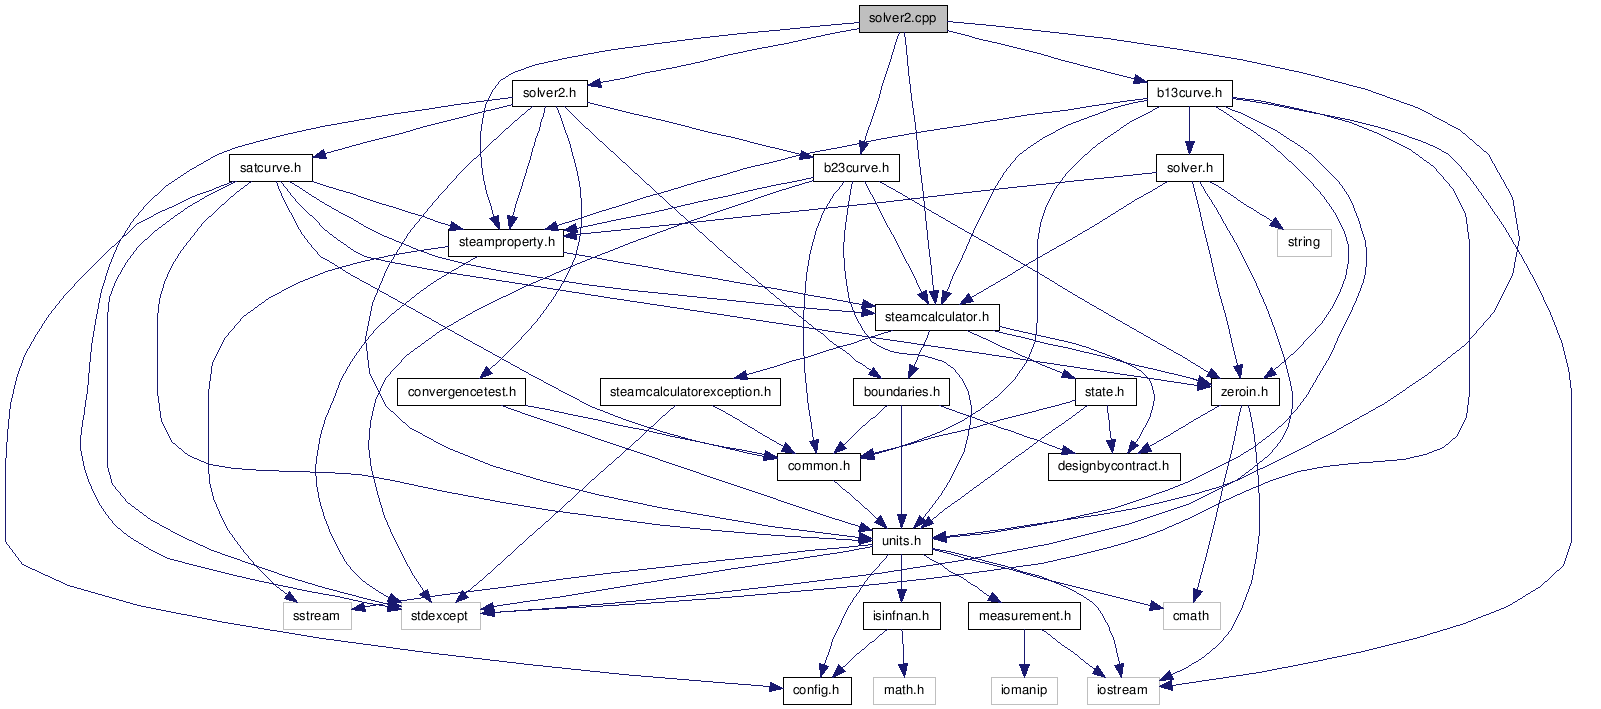 solver2.cpp
solver2.h
b13curve.h
satcurve.h
b23curve.h
solver.h
steamproperty.h
string
steamcalculator.h
convergencetest.h
steamcalculatorexception.h
boundaries.h
state.h
zeroin.h
common.h
designbycontract.h
units.h
sstream
stdexcept
isinfnan.h
measurement.h
cmath
config.h
math.h
iomanip
iostream